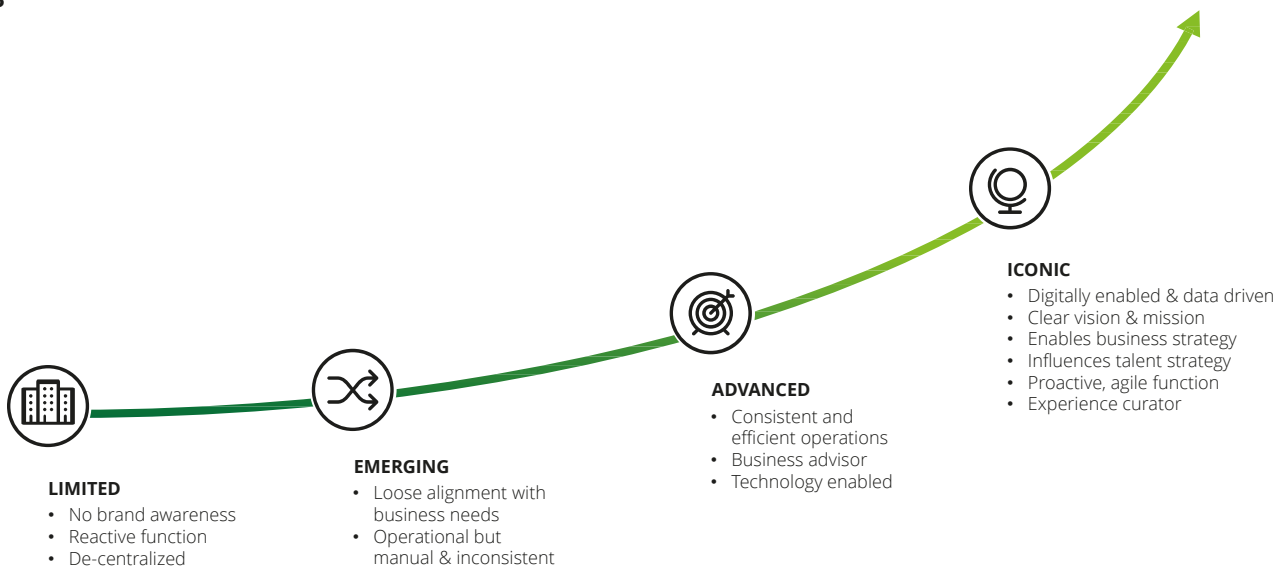 LIMITED
• No brand awareness
• Reactive function
• De-centralized
EMERGING
• Loose alignment with
business needs
• Operational but
manual & inconsistent
ADVANCED
• Consistent and
efficient operations
• Business advisor
• Technology enabled
ICONIC
• Digitally enabled & data driven
• Clear vision & mission
• Enables business strategy
• Influences talent strategy
• Proactive, agile function
• Experience curator